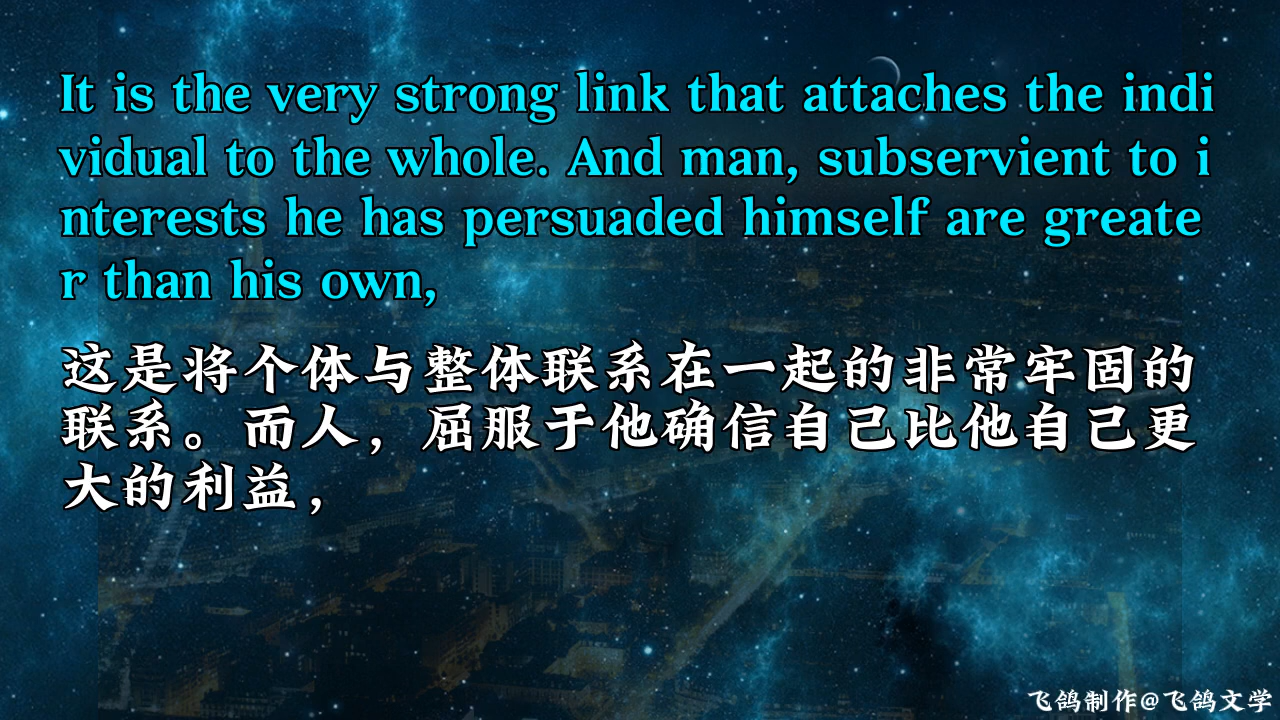 It is the very strong link that attaches the indi
vidual to the whole. And man, subservient to i
nterests he has persuaded himself are greate
r than his own,
这是将个体与整体联系在一起的非常牢固的
联系。而人，屈服于他确信自己比他自己更
大的利益，
飞鸽制作@飞鸽文学